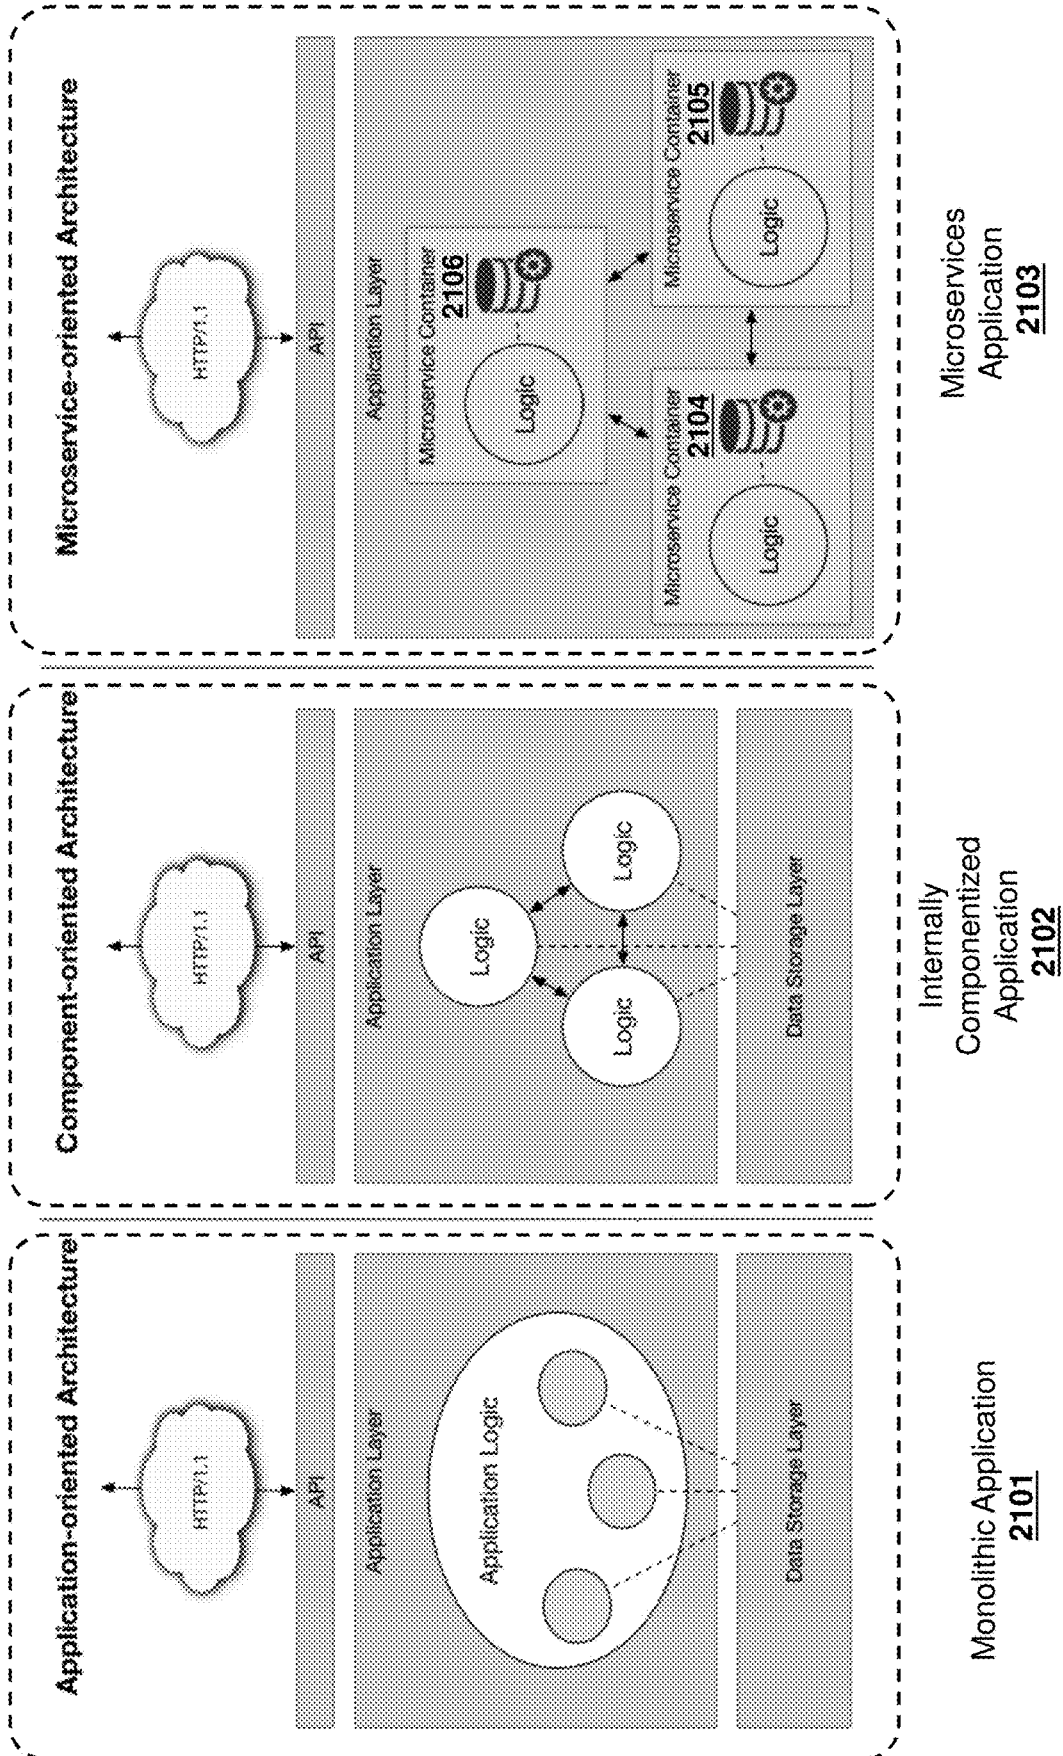 Application-oriented Architecture
HTTP/1.1
API
Application Layer
Application Logic
Data Storage Layer
Monolithic Application
2101
Component-oriented Architecture
HTTP/1.1
API
Application Layer
Logic
Logic
Logic
Data Storage Layer
Internally
Componentized
Application
2102
Microservice-oriented Architecture
HTTP/1.1
API
Application Layer
Microservice Container
2106
Logic
Microservice Container
2104
Logic
Microservice Container
2105
Logic
Microservices
Application
2103